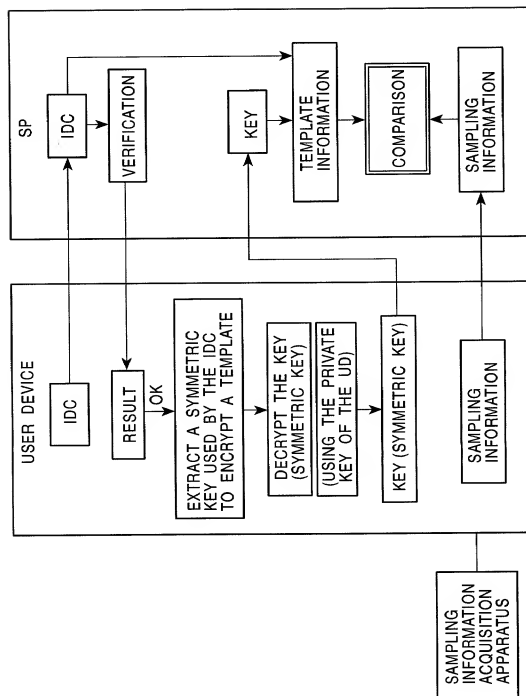 USER DEVICE
IDC
RESULT
OK
EXTRACT A SYMMETRIC
KEY USED BY THE IDC
TO ENCRYPT A TEMPLATE
DECRYPT THE KEY
(SYMMETRIC KEY)
(USING THE PRIVATE
KEY OF THE UD)
KEY (SYMMETRIC KEY)
SAMPLING
INFORMATION
SP
IDC
VERIFICATION
KEY
TEMPLATE
INFORMATION
COMPARISON
SAMPLING
INFORMATION
SAMPLING
INFORMATION
ACQUISITION
APPARATUS